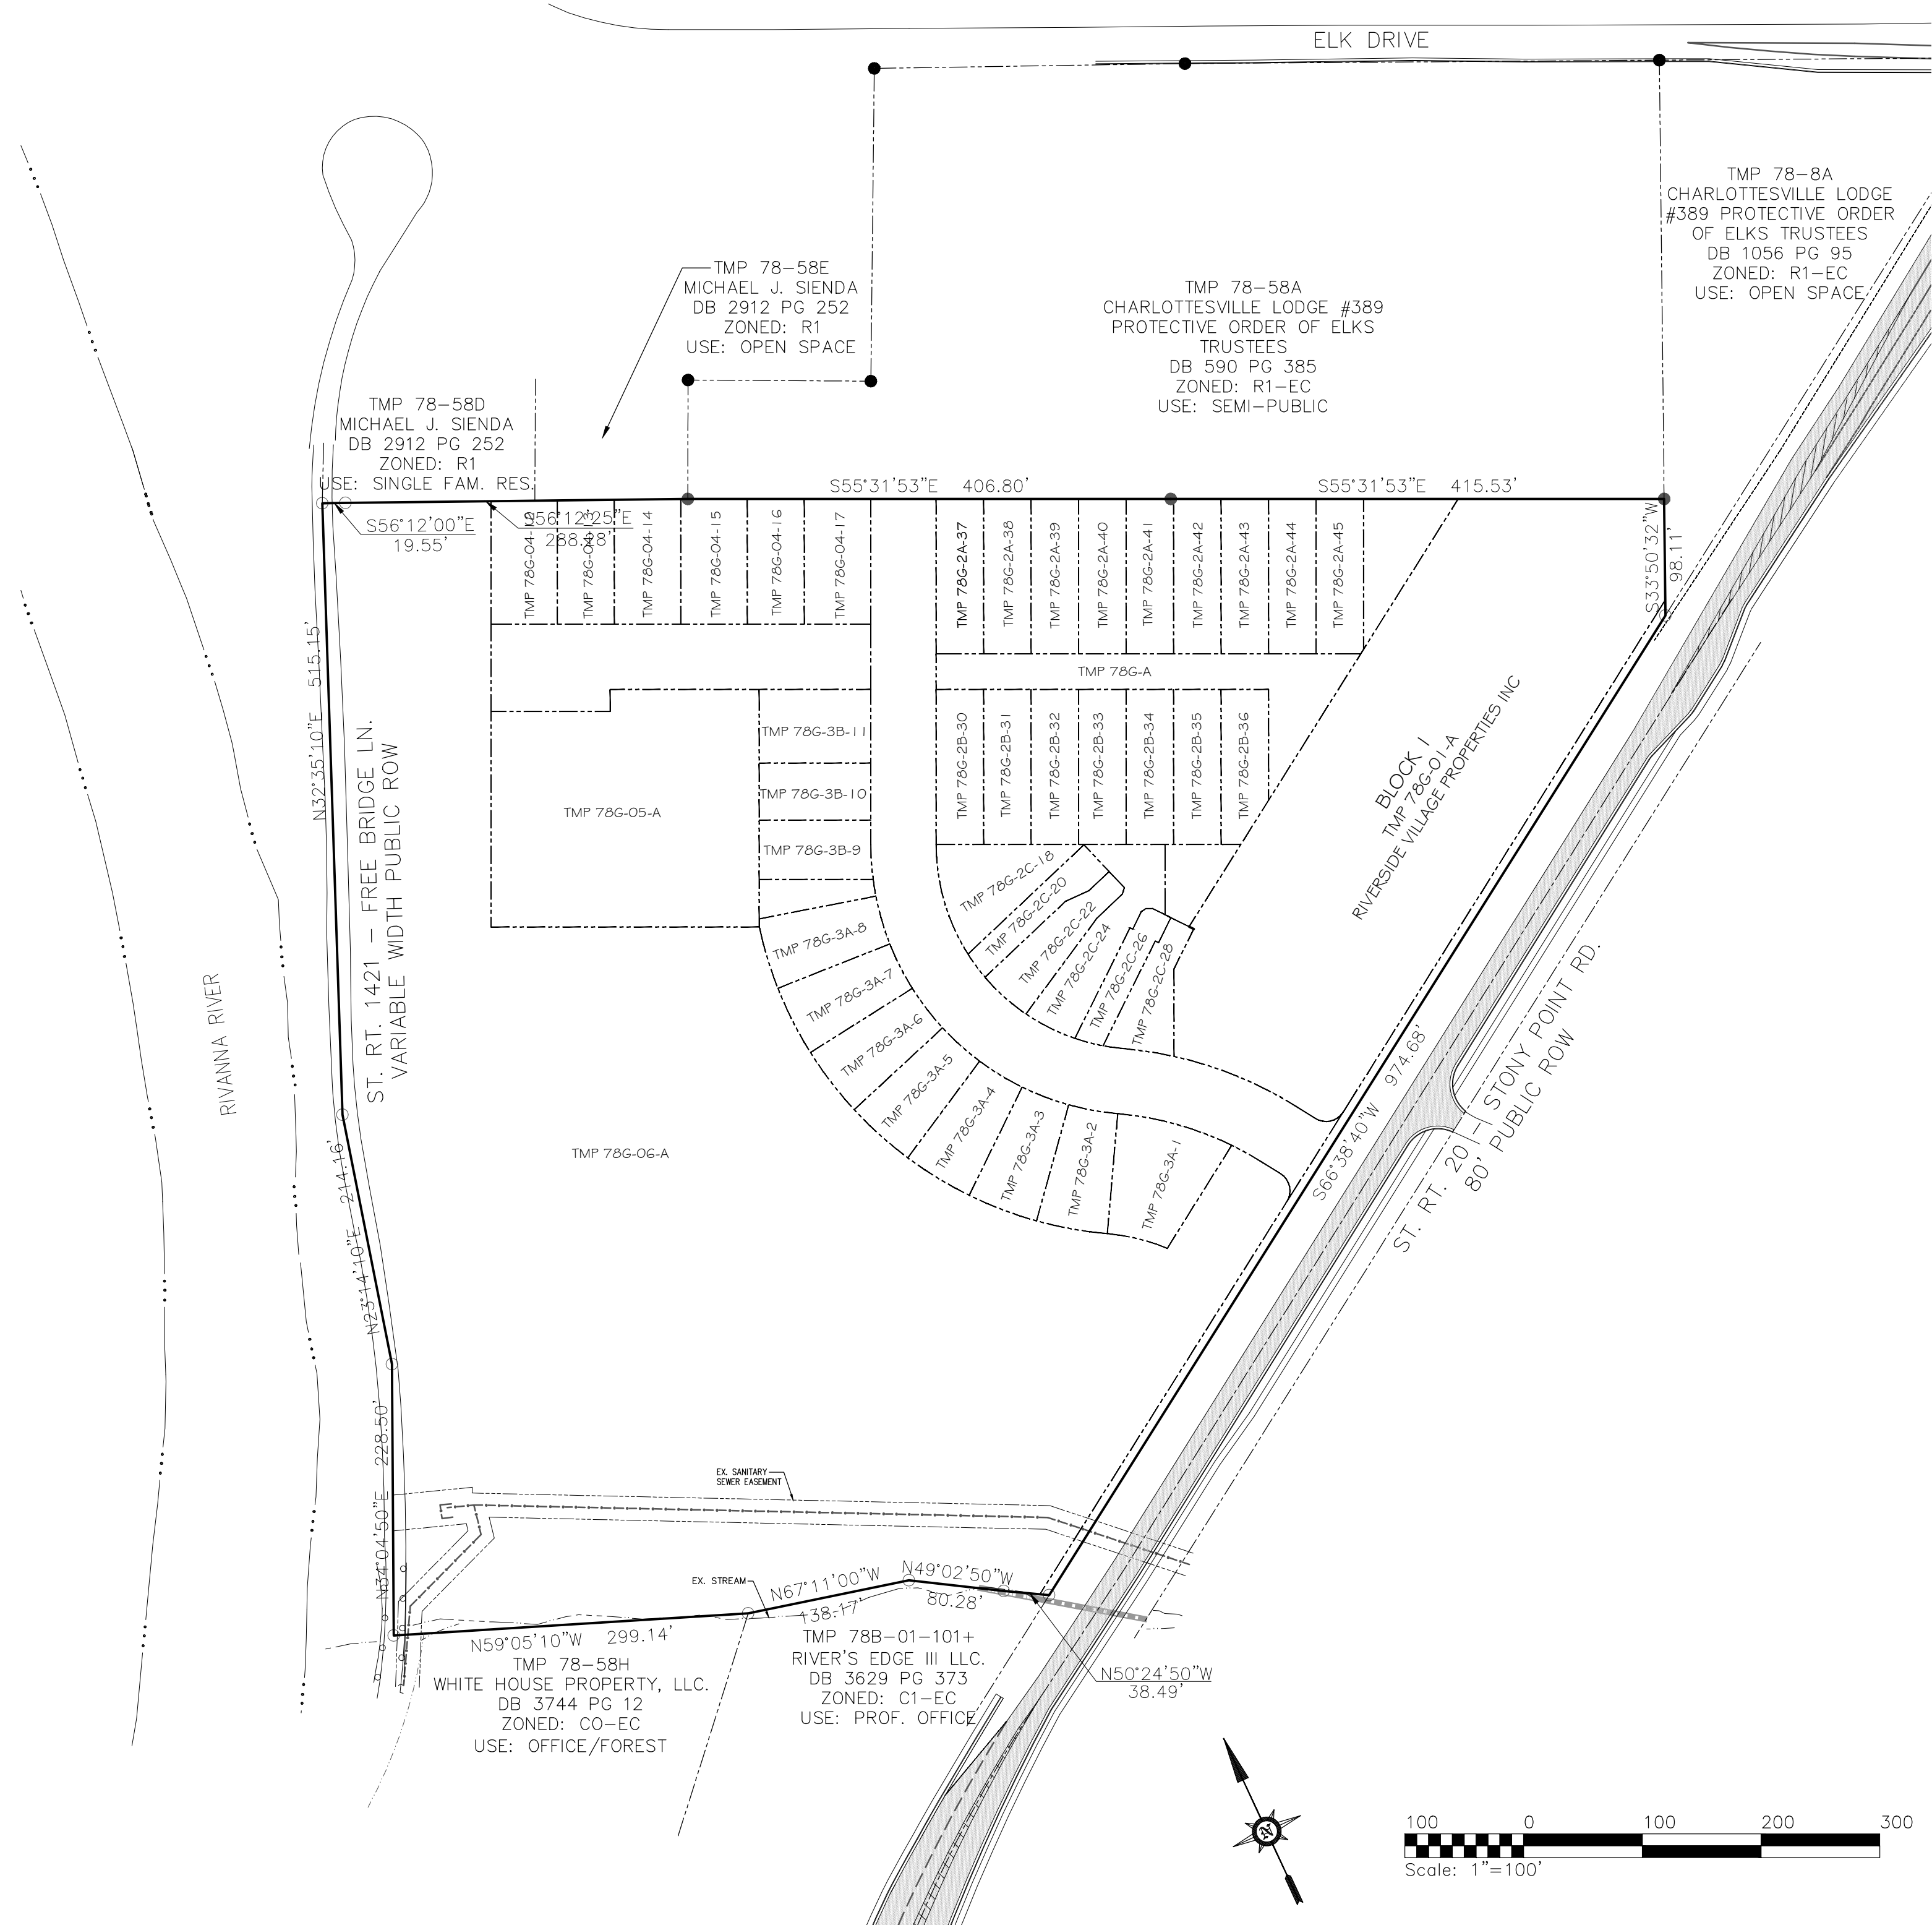 ELK DRIVE
TMP 78-8A
CHARLOTTESVILLE LODGE
#389 PROTECTIVE ORDER
OF ELKS TRUSTEES
DB 1056 PG 95
ZONED: R1-EC
USE: OPEN SPACE
TMP 78-58E
MICHAEL J. SIENDA
DB 2912 PG 252
ZONED: R1
USE: OPEN SPACE
TMP 78-58A
CHARLOTTESVILLE LODGE #389
PROTECTIVE ORDER OF ELKS
TRUSTEES
DB 590 PG 385
ZONED: R1-EC
USE: SEMI-PUBLIC
TMP 78-58D
MICHAEL J. SIENDA
DB 2912 PG 252
ZONED: R1
USE: SINGLE FAM. RES.
S56°12'00"E
19.55'
S56°12'25"E
288.28'
S55°31'53"E 406.80'
S55°31'53"E 415.53'
S33°50'32"W
98.11'
TMP 78G-04-12
TMP 78G-04-13
TMP 78G-04-14
TMP 78G-04-15
TMP 78G-04-16
TMP 78G-04-17
TMP 78G-2A-37
TMP 78G-2A-38
TMP 78G-2A-39
TMP 78G-2A-40
TMP 78G-2A-41
TMP 78G-2A-42
TMP 78G-2A-43
TMP 78G-2A-44
TMP 78G-2A-45
TMP 78G-A
TMP 78G-2B-30
TMP 78G-2B-31
TMP 78G-2B-32
TMP 78G-2B-33
TMP 78G-2B-34
TMP 78G-2B-35
TMP 78G-2B-36
BLOCK 1
TMP 78G-01-A
RIVERSIDE VILLAGE PROPERTIES INC
TMP 78G-3B-11
TMP 78G-3B-10
TMP 78G-3B-9
TMP 78G-05-A
TMP 78G-2C-18
TMP 78G-2C-20
TMP 78G-2C-22
TMP 78G-2C-24
TMP 78G-2C-26
TMP 78G-2C-28
TMP 78G-3A-8
TMP 78G-3A-7
TMP 78G-3A-6
TMP 78G-3A-5
TMP 78G-3A-4
TMP 78G-3A-3
TMP 78G-3A-2
TMP 78G-3A-1
TMP 78G-06-A
N32°35'10"E 515.15'
ST. RT. 1421 - FREE BRIDGE LN.
VARIABLE WIDTH PUBLIC ROW
RIVANNA RIVER
N23°14'10"E 214.16'
N34°04'50"E 228.50'
S66°38'40"W 974.68'
ST. RT. 20 - STONY POINT RD.
80' PUBLIC ROW
EX. SANITARY
SEWER EASEMENT
EX. STREAM
N67°11'00"W
138.17'
N49°02'50"W
80.28'
N59°05'10"W 299.14'
TMP 78-58H
WHITE HOUSE PROPERTY, LLC.
DB 3744 PG 12
ZONED: CO-EC
USE: OFFICE/FOREST
TMP 78B-01-101+
RIVER'S EDGE III LLC.
DB 3629 PG 373
ZONED: C1-EC
USE: PROF. OFFICE
N50°24'50"W
38.49'
N
100 0 100 200 300
Scale: 1"=100'